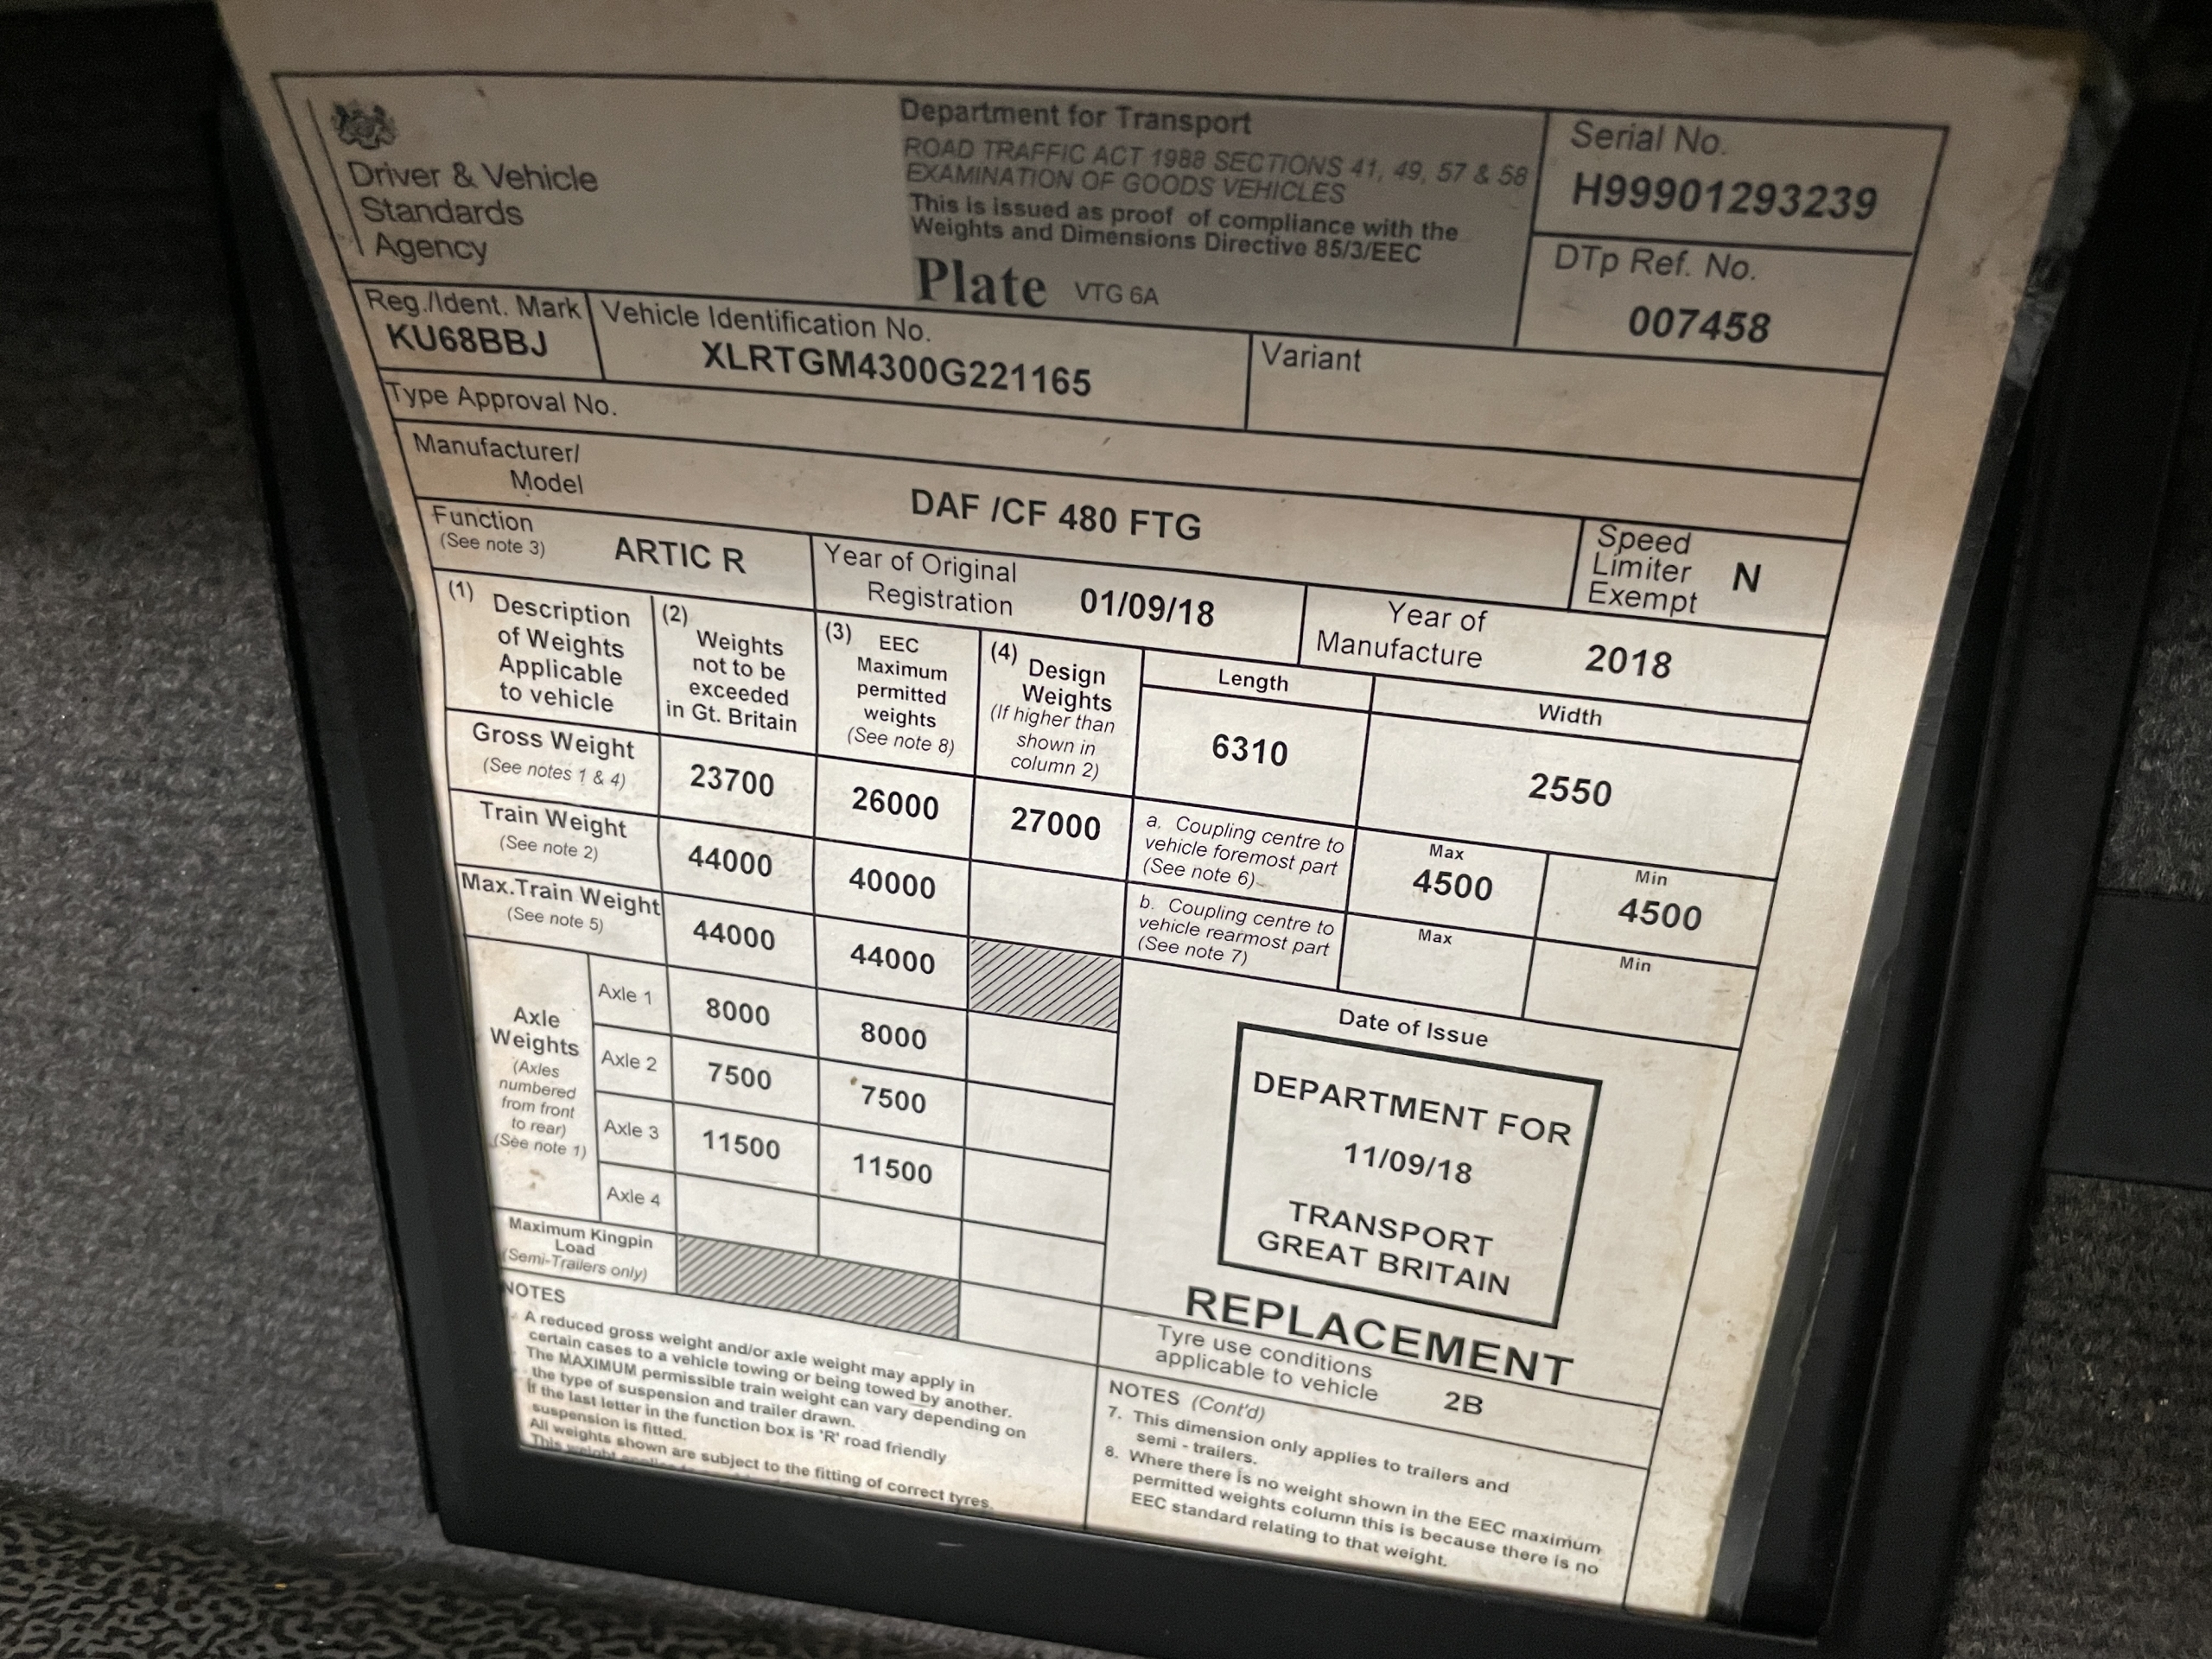 Driver & Vehicle
Standards
Agency
Department for Transport
ROAD TRAFFIC ACT 1988 SECTIONS 41, 49, 57 & 58
EXAMINATION OF GOODS VEHICLES
This is issued as proof of compliance with the
Weights and Dimensions Directive 85/3/EEC
Plate VTG 6A
Serial No.
H99901293239
DTp Ref. No.
007458
Reg./Ident. Mark
KU68BBJ
Vehicle Identification No.
XLRTGM4300G221165
Variant
Type Approval No.
Manufacturer/
Model
DAF /CF 480 FTG
Speed
Limiter
Exempt
N
Function
(See note 3)
ARTIC R
Year of Original
Registration
01/09/18
Year of
Manufacture
2018
(1) Description
of Weights
Applicable
to vehicle
(2)
Weights
not to be
exceeded
in Gt. Britain
(3) EEC
Maximum
permitted
weights
(See note 8)
(4) Design
Weights
(If higher than
shown in
column 2)
Length
6310
Width
2550
Gross Weight
(See notes 1 & 4)
23700
26000
27000
Train Weight
(See note 2)
44000
40000
Max.Train Weight
(See note 5)
44000
44000
a. Coupling centre to
vehicle foremost part
(See note 6)
Max
4500
Min
4500
b. Coupling centre to
vehicle rearmost part
(See note 7)
Max
Min
Axle
Weights
(Axles
numbered
from front
to rear)
(See note 1)
Axle 1
8000
8000
Axle 2
7500
7500
Axle 3
11500
11500
Axle 4
Maximum Kingpin
Load
(Semi-Trailers only)
Date of Issue
DEPARTMENT FOR
11/09/18
TRANSPORT
GREAT BRITAIN
REPLACEMENT
Tyre use conditions
applicable to vehicle
2B
NOTES
A reduced gross weight and/or axle weight may apply in
certain cases to a vehicle towing or being towed by another.
The MAXIMUM permissible train weight can vary depending on
the type of suspension and trailer drawn.
If the last letter in the function box is 'R' road friendly
suspension is fitted.
All weights shown are subject to the fitting of correct tyres.
This weight
NOTES (Cont'd)
7. This dimension only applies to trailers and
semi - trailers.
8. Where there is no weight shown in the EEC maximum
permitted weights column this is because there is no
EEC standard relating to that weight.